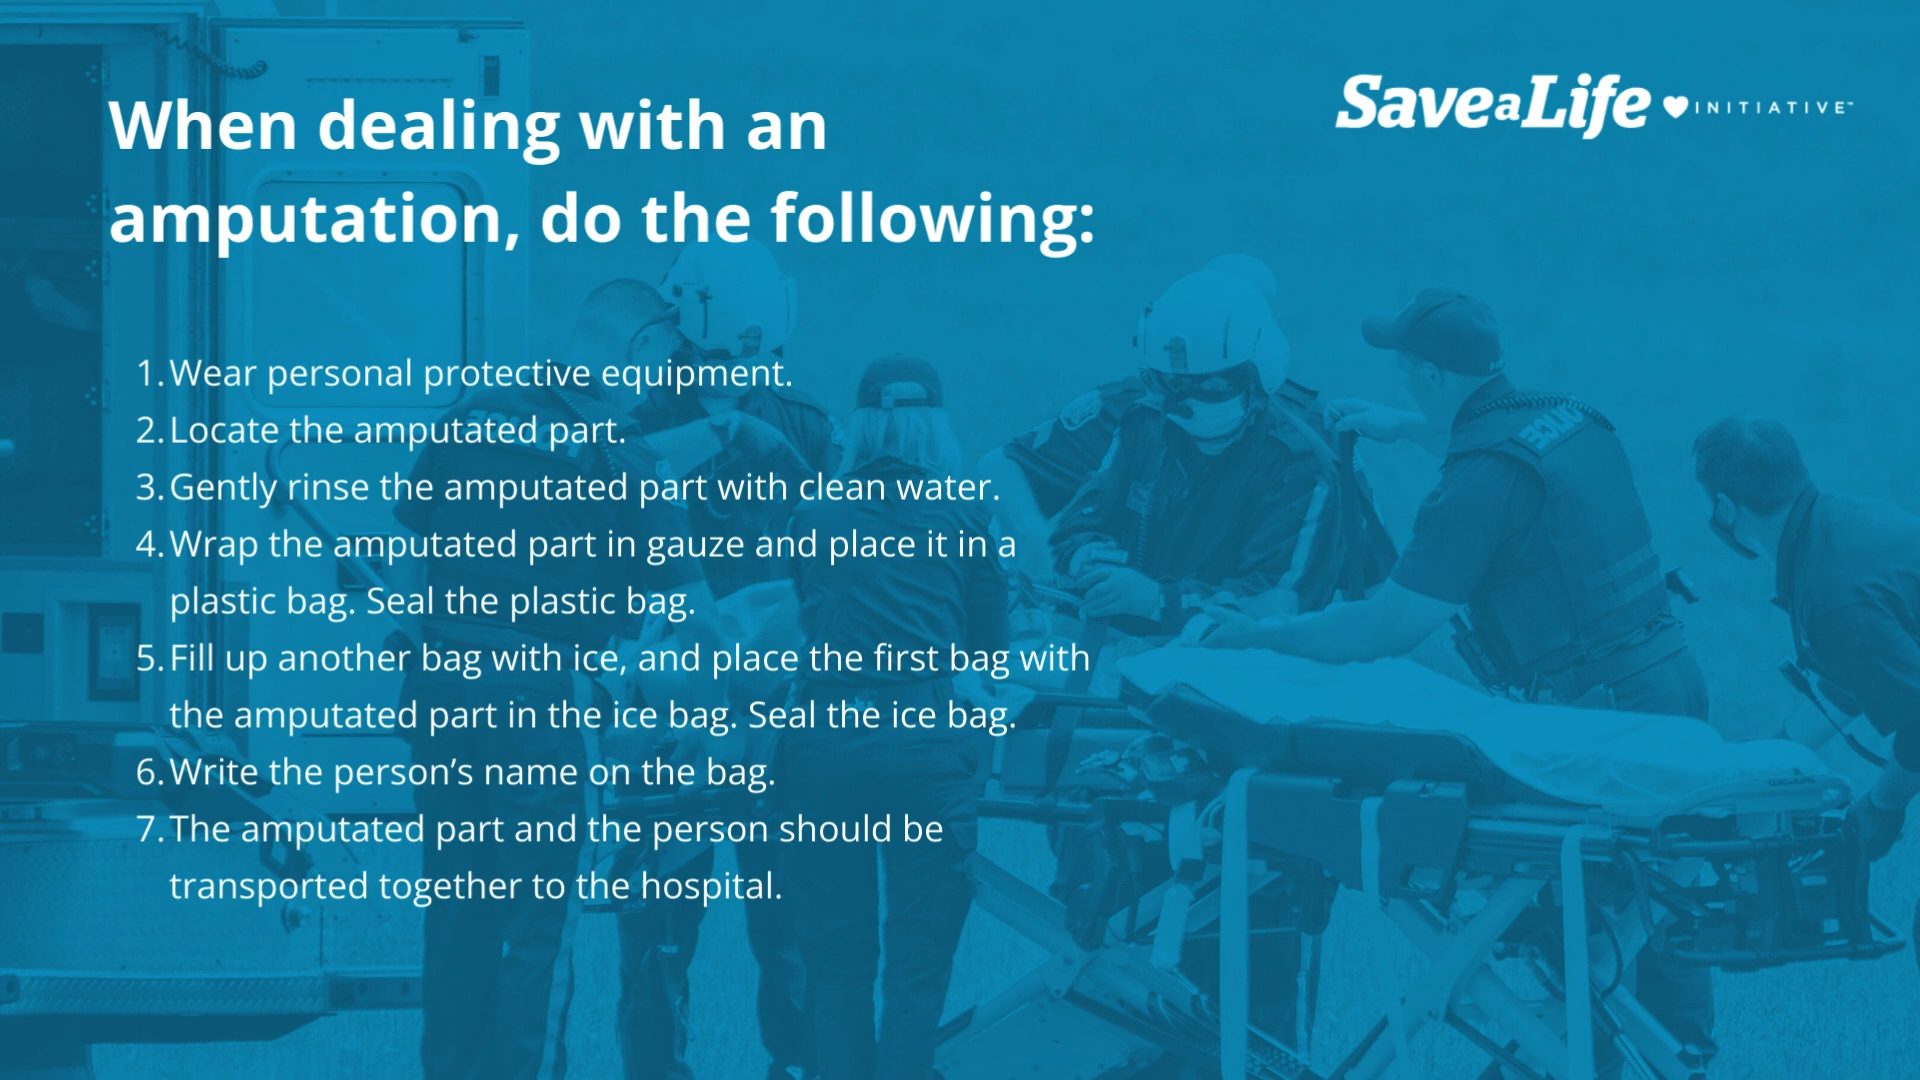 When dealing with an
amputation, do the following:
SaveaLife INITIATIVE™
1. Wear personal protective equipment.
2. Locate the amputated part.
3. Gently rinse the amputated part with clean water.
4. Wrap the amputated part in gauze and place it in a
plastic bag. Seal the plastic bag.
5. Fill up another bag with ice, and place the first bag with
the amputated part in the ice bag. Seal the ice bag.
6. Write the person’s name on the bag.
7. The amputated part and the person should be
transported together to the hospital.
POLICE